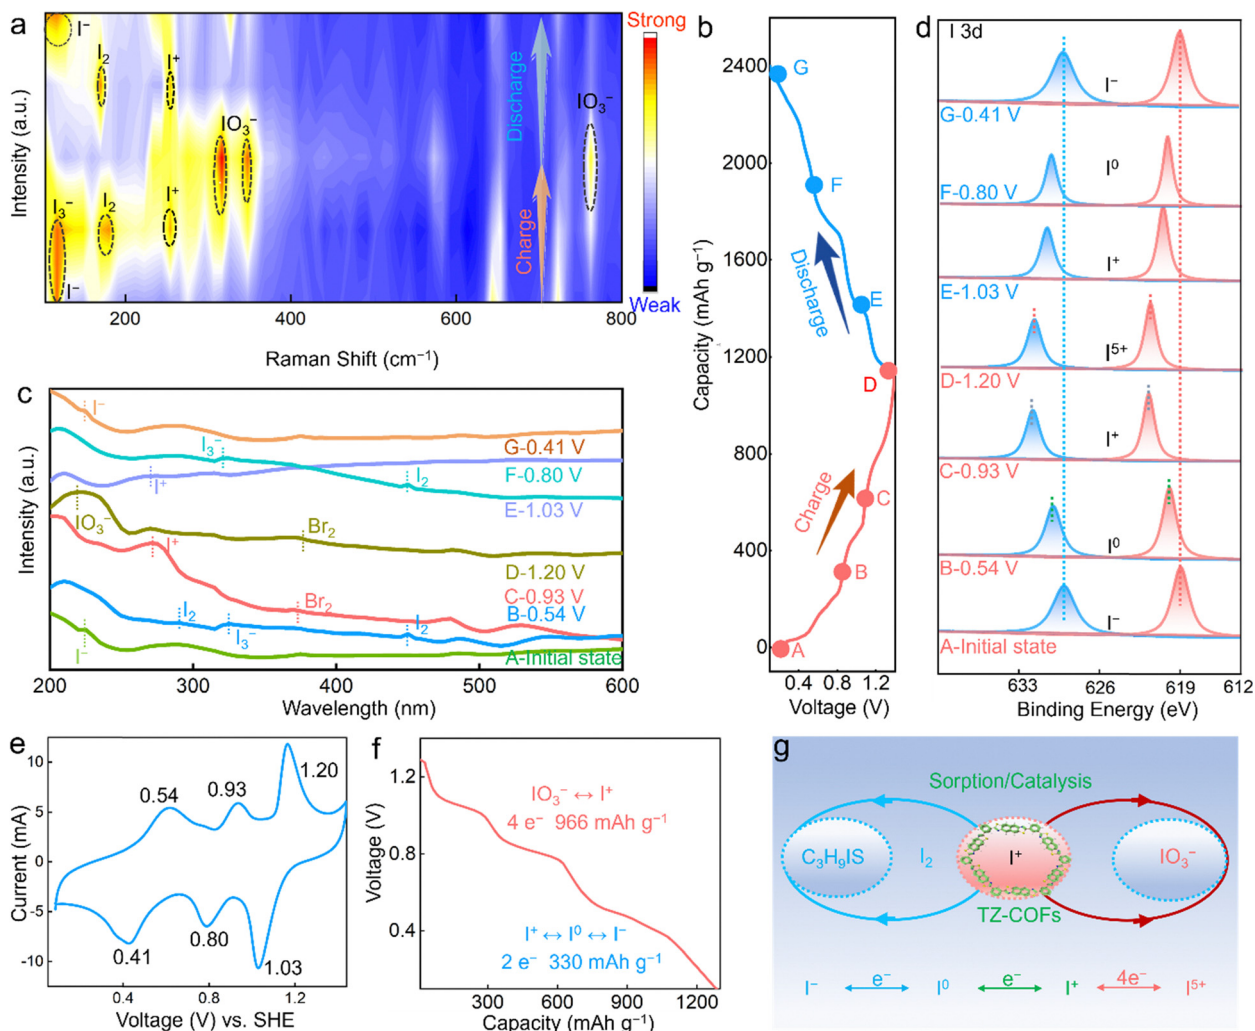 a
Intensity (a.u.)
I⁻
I₂
I⁺
IO₃⁻
IO₃⁻
I₃⁻
I₂
I⁺
I⁻
Discharge
Charge
Strong
Weak
200
400
600
800
Raman Shift (cm⁻¹)
b
Capacity (mAh g⁻¹)
2400
2000
1600
1200
800
400
0
G
F
Discharge
E
D
Charge
C
B
A
0.4
0.8
1.2
Voltage (V)
d
I 3d
I⁻
G-0.41 V
I⁰
F-0.80 V
I⁺
E-1.03 V
I⁵⁺
D-1.20 V
I⁺
C-0.93 V
I⁰
B-0.54 V
I⁻
A-Initial state
633
626
619
612
Binding Energy (eV)
c
Intensity (a.u.)
I⁻
G-0.41 V
I₃⁻
I₂
F-0.80 V
I⁺
E-1.03 V
IO₃⁻
Br₂
D-1.20 V
I⁺
Br₂
C-0.93 V
B-0.54 V
I₂
I₃⁻
I₂
I⁻
A-Initial state
200
300
400
500
600
Wavelength (nm)
e
Current (mA)
10
5
0
-5
-10
0.54
0.93
1.20
0.41
0.80
1.03
0.4
0.8
1.2
Voltage (V) vs. SHE
f
Voltage (V)
1.2
0.8
0.4
IO₃⁻ ↔ I⁺
4 e⁻ 966 mAh g⁻¹
I⁺ ↔ I⁰ ↔ I⁻
2 e⁻ 330 mAh g⁻¹
300
600
900
1200
Capacity (mAh g⁻¹)
g
Sorption/Catalysis
C₃H₉IS
I₂
I⁺
IO₃⁻
TZ-COFs
I⁻ e⁻ I⁰ e⁻ I⁺ 4e⁻ I⁵⁺